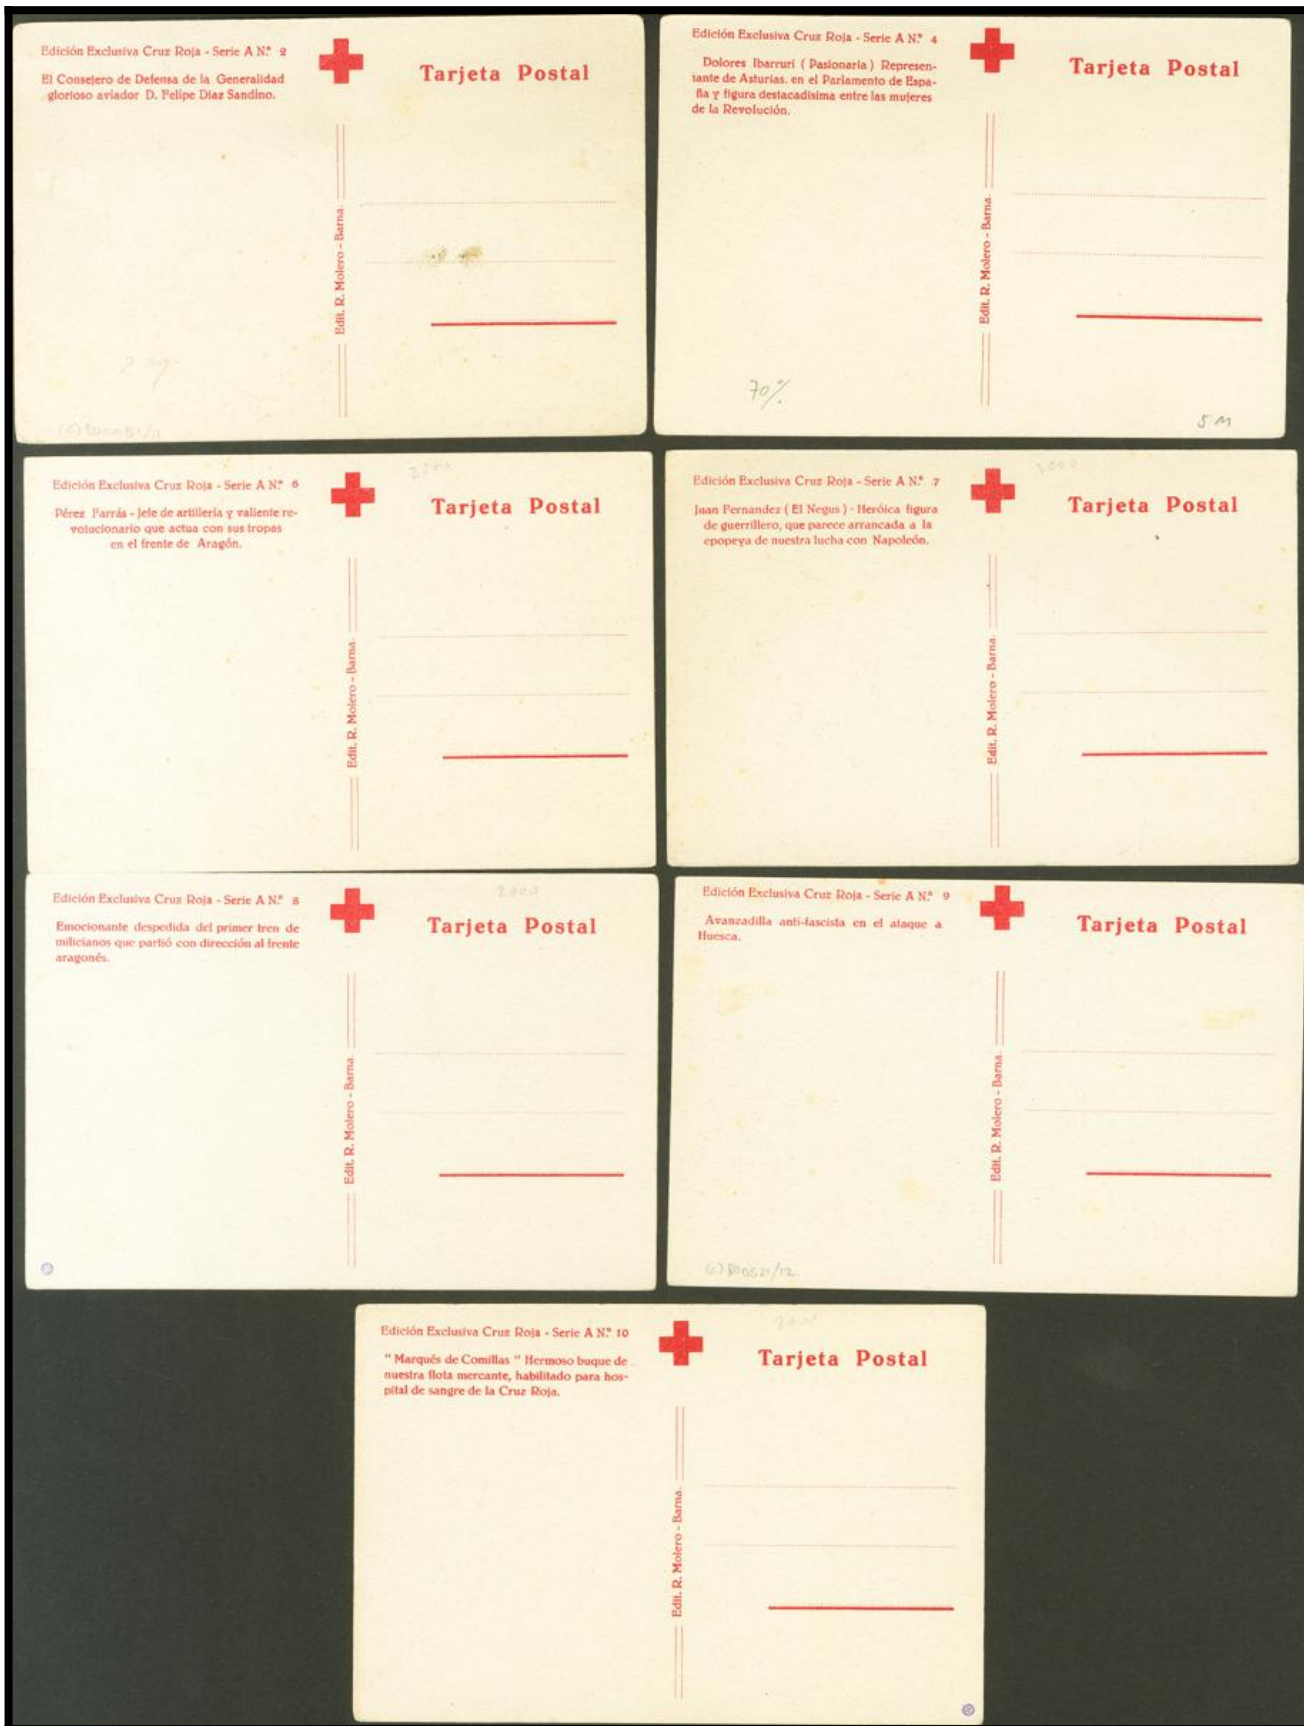 Edición Exclusiva Cruz Roja - Serie A N.º 2
El Consejero de Defensa de la Generalidad
glorioso aviador D. Felipe Díaz Sandino.
Tarjeta Postal
Edit. R. Molero - Barna.
2 M
Edición Exclusiva Cruz Roja - Serie A N.º 4
Dolores Ibarruri ( Pasionaria ) Represen-
tante de Asturias. en el Parlamento de Espa-
ña y figura destacadísima entre las mujeres
de la Revolución.
Tarjeta Postal
Edit. R. Molero - Barna.
70%
5 M
Edición Exclusiva Cruz Roja - Serie A N.º 6
Pérez Farrás - Jefe de artillería y valiente re-
volucionario que actua con sus tropas
en el frente de Aragón.
2200
Tarjeta Postal
Edit. R. Molero - Barna.
Edición Exclusiva Cruz Roja - Serie A N.º 7
Juan Fernandez ( El Negus ) - Heróica figura
de guerrillero, que parece arrancada a la
epopeya de nuestra lucha con Napoleón.
2000
Tarjeta Postal
Edit. R. Molero - Barna.
Edición Exclusiva Cruz Roja - Serie A N.º 8
Emocionante despedida del primer tren de
milicianos que partió con dirección al frente
aragonés.
2000
Tarjeta Postal
Edit. R. Molero - Barna.
Edición Exclusiva Cruz Roja - Serie A N.º 9
Avanzadilla anti-fascista en el ataque a
Huesca.
Tarjeta Postal
Edit. R. Molero - Barna.
(c) 800521/12
Edición Exclusiva Cruz Roja - Serie A N.º 10
" Marqués de Comillas " Hermoso buque de
nuestra flota mercante, habilitado para hos-
pital de sangre de la Cruz Roja.
Tarjeta Postal
Edit. R. Molero - Barna.